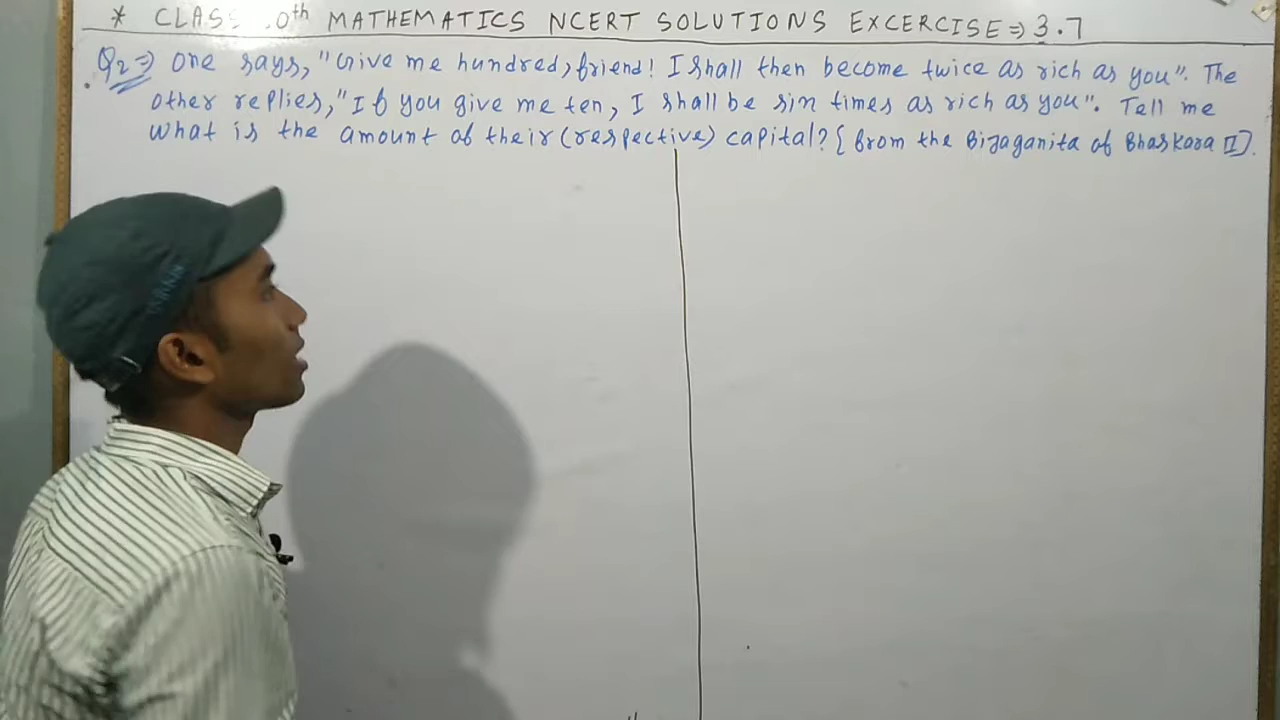 * CLASS 10th MATHEMATICS NCERT SOLUTIONS EXCERCISE ⇒ 3.7
Q2 ⇒ One says, "Give me hundred, friend! I shall then become twice as rich as you". The
other replies, "If you give me ten, I shall be six times as rich as you". Tell me
what is the amount of their (respective) capital? { from the Bijaganita of Bhaskara II}.